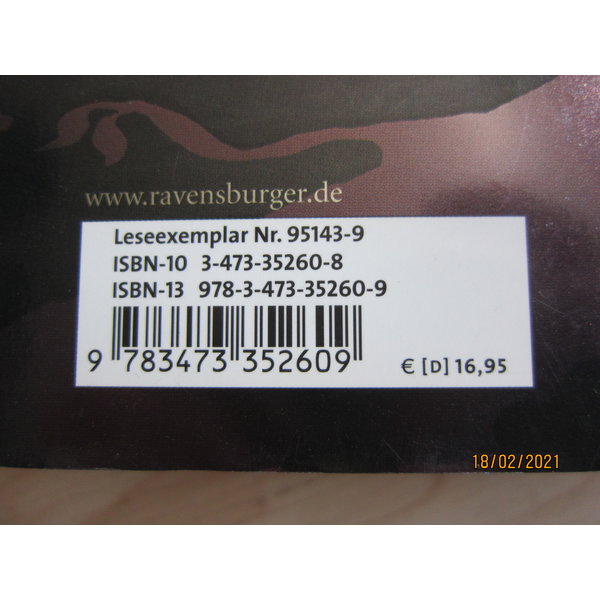 www.ravensburger.de
Leseexemplar Nr. 95143-9
ISBN-10 3-473-35260-8
ISBN-13 978-3-473-35260-9
9 783473 352609
€ [D] 16,95
18/02/2021